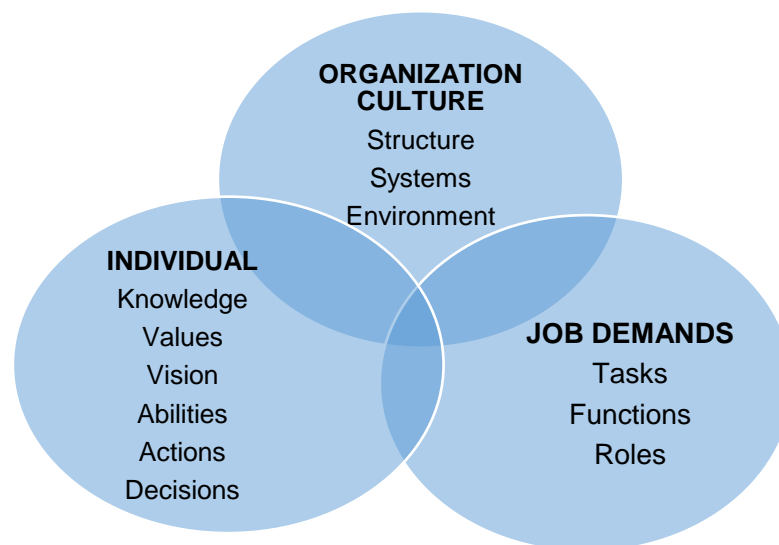 ORGANIZATION
CULTURE
Structure
Systems
Environment
INDIVIDUAL
Knowledge
Values
Vision
Abilities
Actions
Decisions
JOB DEMANDS
Tasks
Functions
Roles